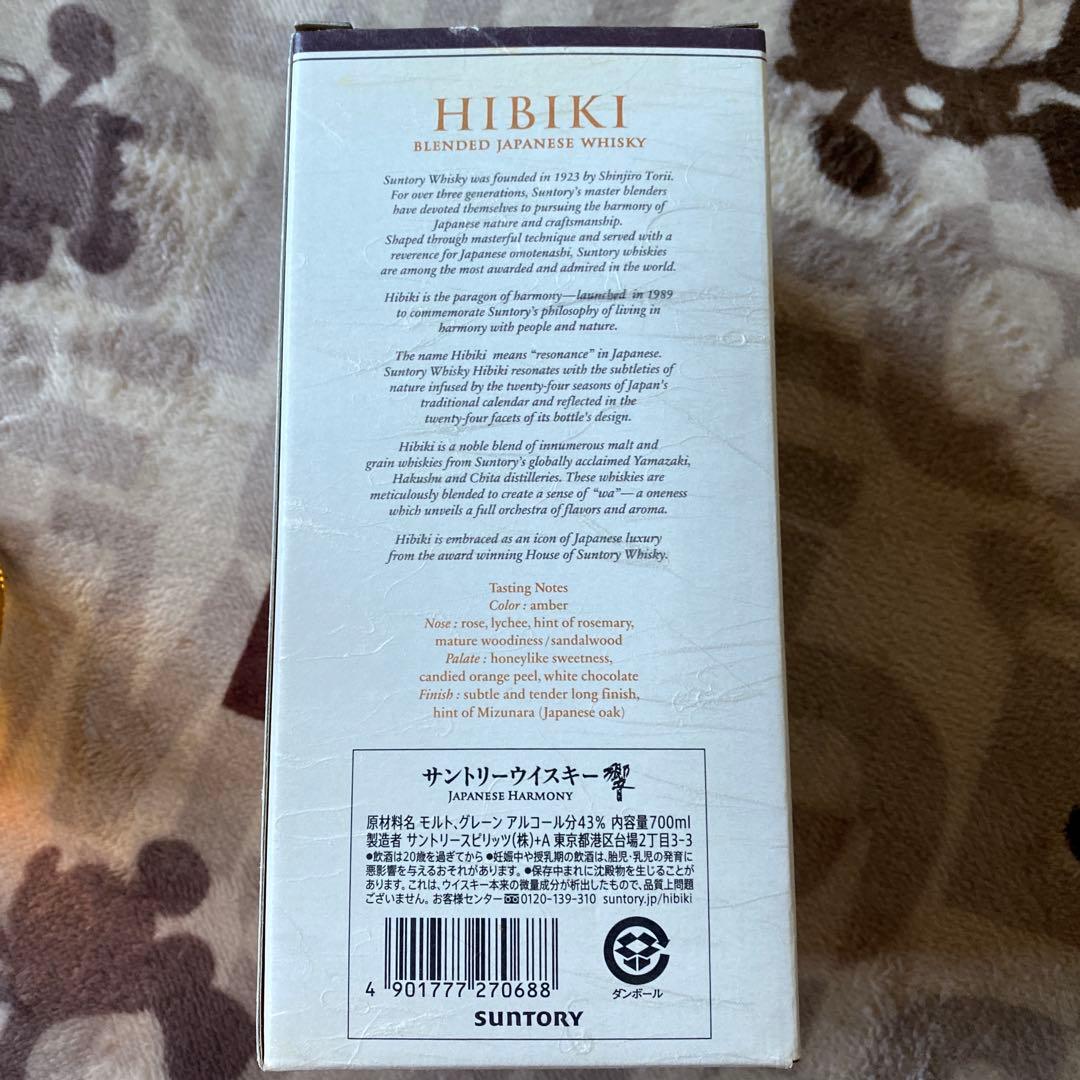 HIBIKI
BLENDED JAPANESE WHISKY
Suntory Whisky was founded in 1923 by Shinjiro Torii.
For over three generations, Suntory's master blenders
have devoted themselves to pursuing the harmony of
Japanese nature and craftsmanship.
Shaped through masterful technique and served with a
reverence for Japanese omotenashi, Suntory whiskies
are among the most awarded and admired in the world.
Hibiki is the paragon of harmony—launched in 1989
to commemorate Suntory's philosophy of living in
harmony with people and nature.
The name Hibiki means "resonance" in Japanese.
Suntory Whisky Hibiki resonates with the subtleties of
nature infused by the twenty-four seasons of Japan's
traditional calendar and reflected in the
twenty-four facets of its bottle's design.
Hibiki is a noble blend of innumerous malt and
grain whiskies from Suntory's globally acclaimed Yamazaki,
Hakushu and Chita distilleries. These whiskies are
meticulously blended to create a sense of "wa"— a oneness
which unveils a full orchestra of flavors and aroma.
Hibiki is embraced as an icon of Japanese luxury
from the award winning House of Suntory Whisky.
Tasting Notes
Color : amber
Nose : rose, lychee, hint of rosemary,
mature woodiness/sandalwood
Palate : honeylike sweetness,
candied orange peel, white chocolate
Finish : subtle and tender long finish,
hint of Mizunara (Japanese oak)
サントリーウイスキー 響
JAPANESE HARMONY
原材料名 モルト、グレーン アルコール分43% 内容量700ml
製造者 サントリースピリッツ(株)+A 東京都港区台場2丁目3-3
●飲酒は20歳を過ぎてから ●妊娠中や授乳期の飲酒は、胎児・乳児の発育に
悪影響を与えるおそれがあります。●保存中まれに沈殿物を生じることが
あります。これは、ウイスキー本来の微量成分が析出したもので、品質上問題
ございません。お客様センター 0120-139-310 suntory.jp/hibiki
4 901777 270688
ダンボール
SUNTORY